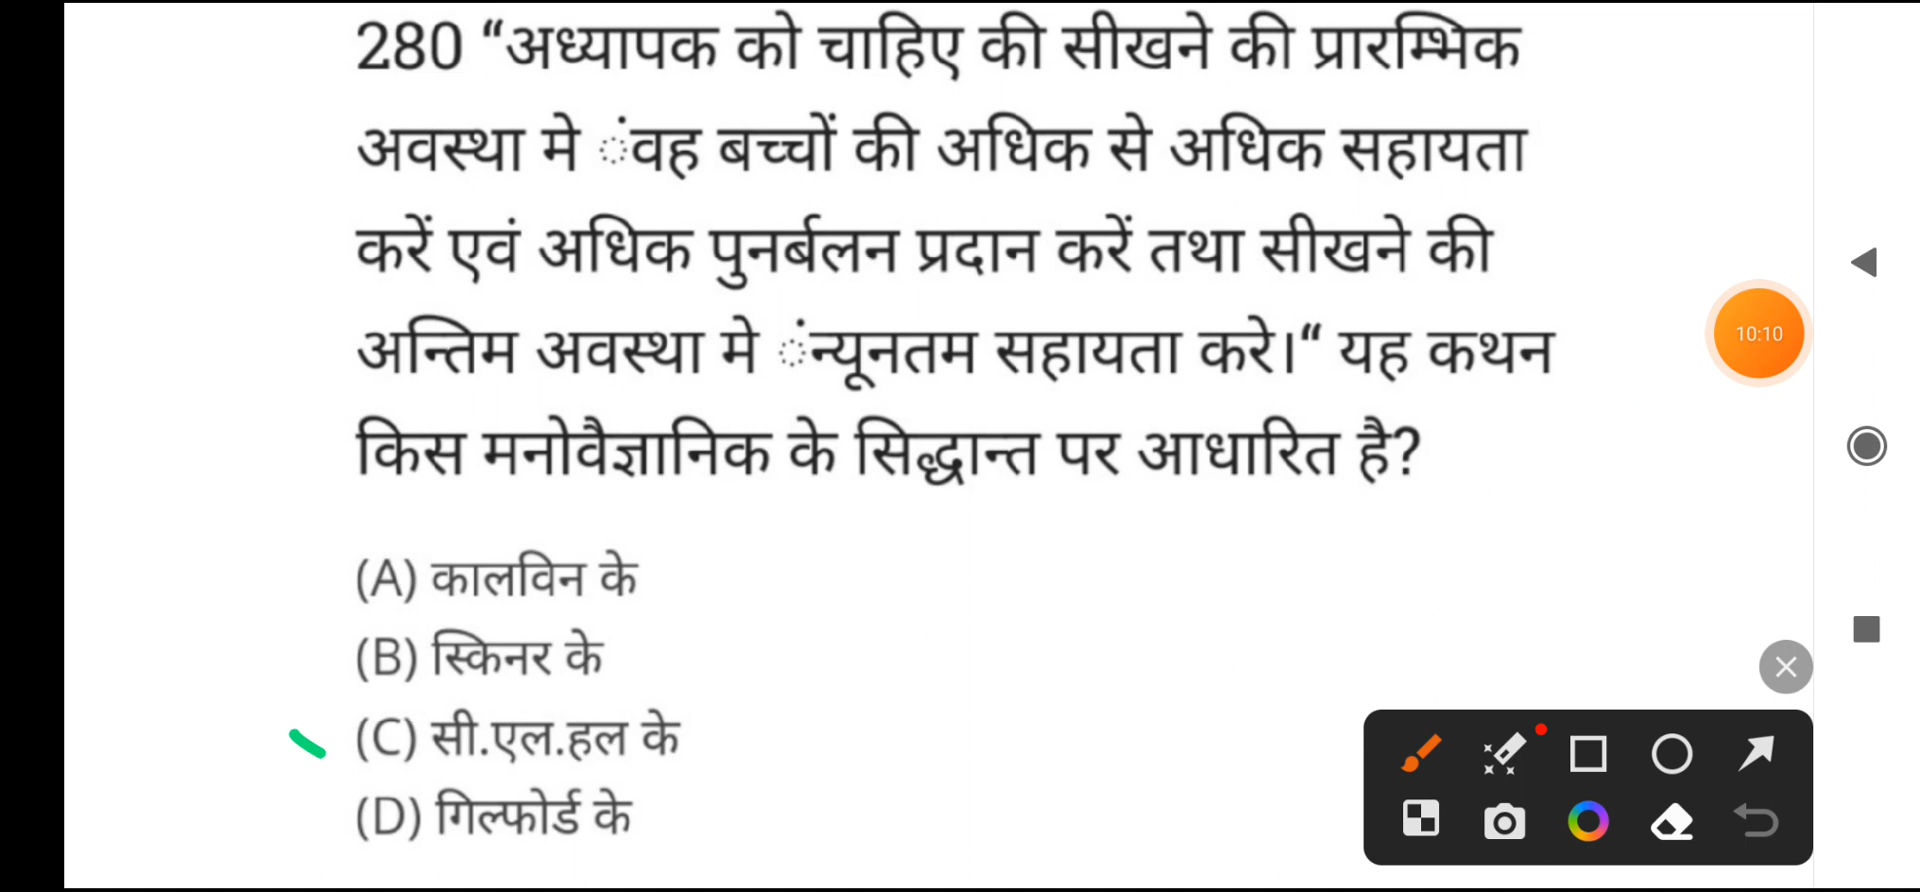 280 “अध्यापक को चाहिए की सीखने की प्रारम्भिक
अवस्था मे ंवह बच्चों की अधिक से अधिक सहायता
करें एवं अधिक पुनर्बलन प्रदान करें तथा सीखने की
अन्तिम अवस्था मे ंन्यूनतम सहायता करे।“ यह कथन
किस मनोवैज्ञानिक के सिद्धान्त पर आधारित है?
10:10
(A) कालविन के
(B) स्किनर के
(C) सी.एल.हल के
(D) गिल्फोर्ड के